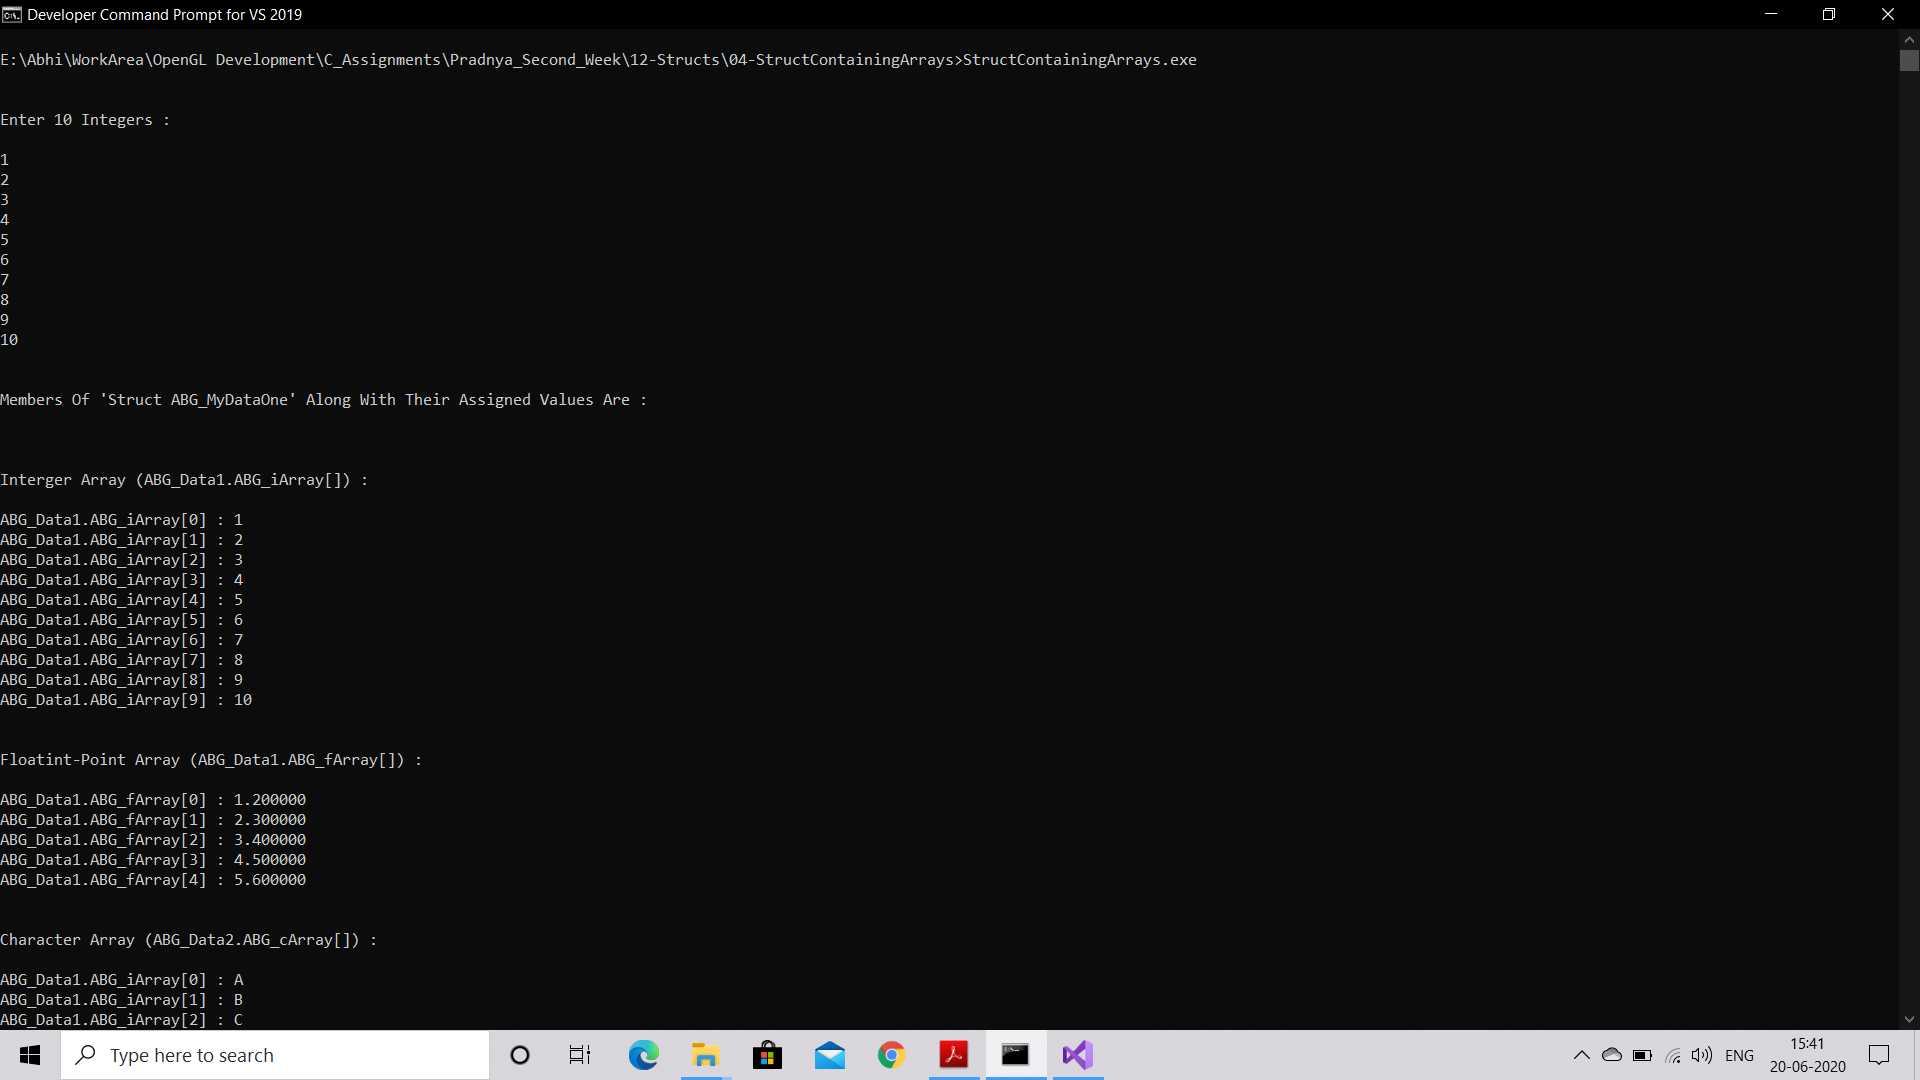 Developer Command Prompt for VS 2019
E:\Abhi\WorkArea\OpenGL Development\C_Assignments\Pradnya_Second_Week\12-Structs\04-StructContainingArrays>StructContainingArrays.exe
Enter 10 Integers :
1
2
3
4
5
6
7
8
9
10
Members Of 'Struct ABG_MyDataOne' Along With Their Assigned Values Are :
Interger Array (ABG_Data1.ABG_iArray[]) :
ABG_Data1.ABG_iArray[0] : 1
ABG_Data1.ABG_iArray[1] : 2
ABG_Data1.ABG_iArray[2] : 3
ABG_Data1.ABG_iArray[3] : 4
ABG_Data1.ABG_iArray[4] : 5
ABG_Data1.ABG_iArray[5] : 6
ABG_Data1.ABG_iArray[6] : 7
ABG_Data1.ABG_iArray[7] : 8
ABG_Data1.ABG_iArray[8] : 9
ABG_Data1.ABG_iArray[9] : 10
Floatint-Point Array (ABG_Data1.ABG_fArray[]) :
ABG_Data1.ABG_fArray[0] : 1.200000
ABG_Data1.ABG_fArray[1] : 2.300000
ABG_Data1.ABG_fArray[2] : 3.400000
ABG_Data1.ABG_fArray[3] : 4.500000
ABG_Data1.ABG_fArray[4] : 5.600000
Character Array (ABG_Data2.ABG_cArray[]) :
ABG_Data1.ABG_iArray[0] : A
ABG_Data1.ABG_iArray[1] : B
ABG_Data1.ABG_iArray[2] : C
Type here to search
ENG
15:41
20-06-2020